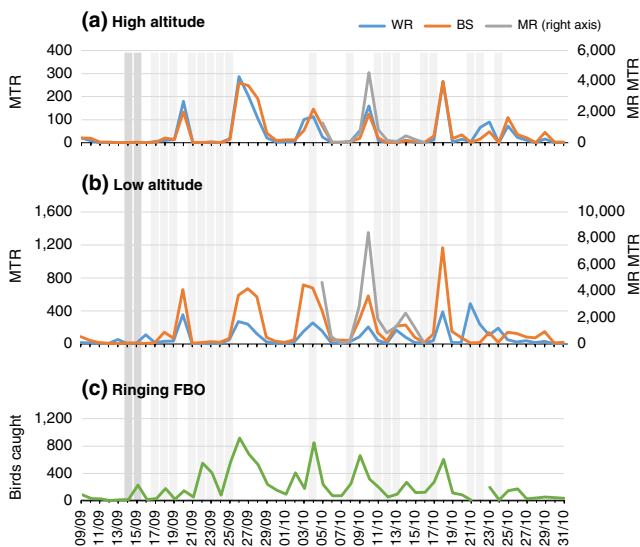 (a) High altitude
WR BS MR (right axis)
400 6,000
300
4,000
200
2,000
100
0 0
MTR
MR MTR
(b) Low altitude
1,600 10,000
1,200 8,000
6,000
800
4,000
400 2,000
0 0
MTR
MR MTR
(c) Ringing FBO
1,200
800
400
0
Birds caught
09/09 11/09 13/09 15/09 17/09 19/09 21/09 23/09 25/09 27/09 29/09 01/10 03/10 05/10 07/10 09/10 11/10 13/10 15/10 17/10 19/10 21/10 23/10 25/10 27/10 29/10 31/10